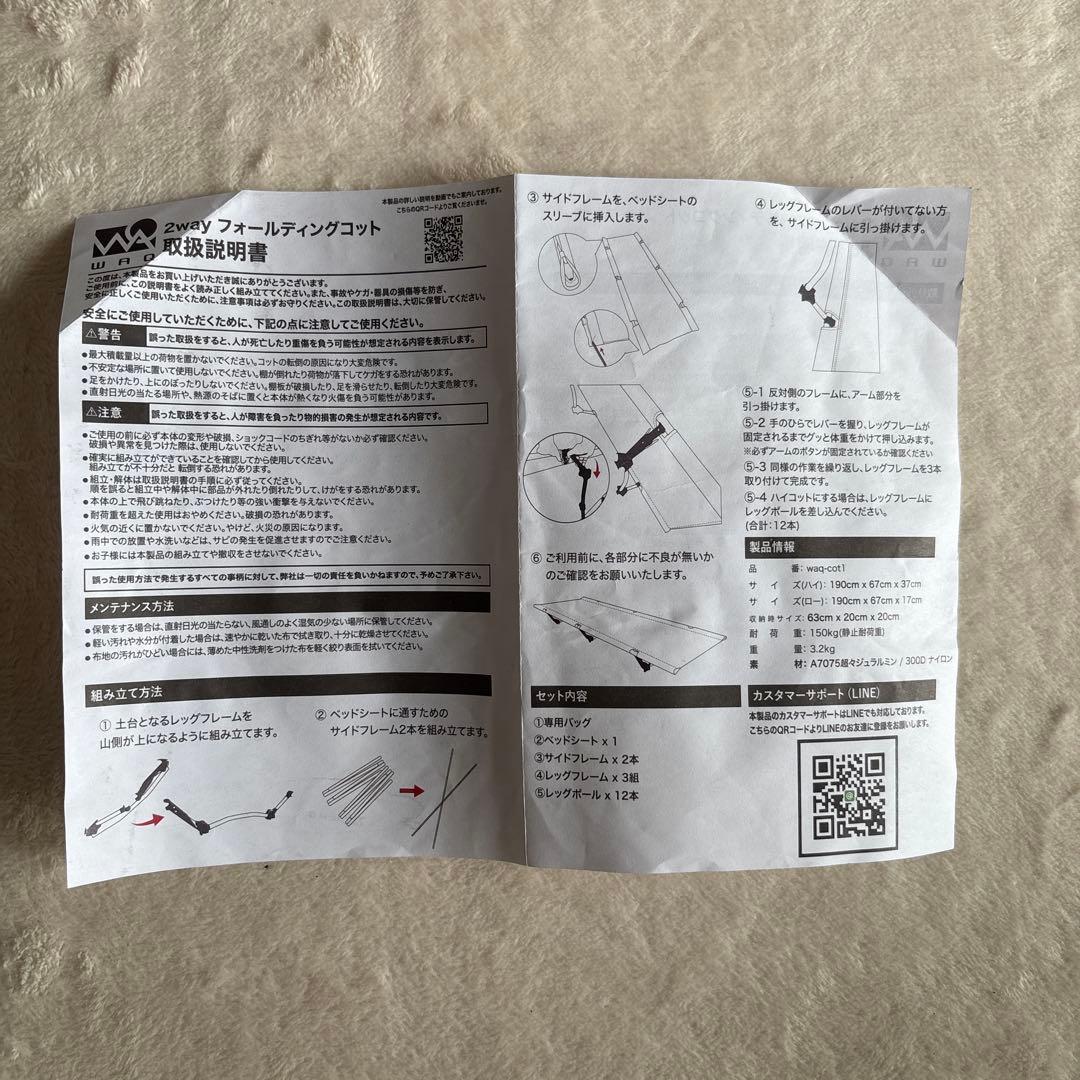 本製品の詳しい説明を動画でもご案内しております。
こちらのQRコードよりご覧くださいませ。
WAQ
2way フォールディングコット
取扱説明書
この度は、本製品をお買い上げいただき誠にありがとうございます。
ご使用前に、この説明書をよく読み正しく組み立ててください。また、事故やケガ・器具の損傷等を防ぎ、
安全に正しくご使用いただくために、注意事項は必ずお守りください。この取扱説明書は、大切に保管してください。
安全にご使用していただくために、下記の点に注意してご使用ください。
⚠警告 誤った取扱をすると、人が死亡したり重傷を負う可能性が想定される内容を表示します。
●最大積載量以上の荷物を置かないでください。コットの転倒の原因になり大変危険です。
●不安定な場所に置いて使用しないでください。棚が倒れたり荷物が落下してケガをする恐れがあります。
●足をかけたり、上にのぼったりしないでください。棚板が破損したり、足を滑らせたり、転倒したり大変危険です。
●直射日光の当たる場所や、熱源のそばに置くと本体が熱くなり火傷を負う可能性があります。
⚠注意 誤った取扱をすると、人が障害を負ったり物的損害の発生が想定される内容です。
●ご使用の前に必ず本体の変形や破損、ショックコードのちぎれ等がないか必ず確認ください。
破損や異常を見つけた際は、使用しないでください。
●確実に組み立てができていることを確認してから使用してください。
組み立てが不十分だと 転倒する恐れがあります。
●組立・解体は取扱説明書の手順に必ず従ってください。
順を誤ると組立中や解体中に部品が外れたり倒れたりして、けがをする恐れがあります。
●本体の上で飛び跳ねたり、ぶつけたり等の強い衝撃を与えないでください。
●耐荷重を超えた使用はおやめください。破損の恐れがあります。
●火気の近くに置かないでください。やけど、火災の原因になります。
●雨中での放置や水洗いなどは、サビの発生を促進させますのでご注意ください。
●お子様には本製品の組み立てや撤収をさせないでください。
誤った使用方法で発生するすべての事柄に対して、弊社は一切の責任を負いかねますので、予めご了承下さい。
メンテナンス方法
●保管をする場合は、直射日光の当たらない、風通しのよく湿気の少ない場所に保管してください。
●軽い汚れや水分が付着した場合は、速やかに乾いた布で拭き取り、十分に乾燥させてください。
●布地の汚れがひどい場合には、薄めた中性洗剤をつけた布を軽く絞り表面を拭いてください。
組み立て方法
① 土台となるレッグフレームを
山側が上になるように組み立てます。
② ベッドシートに通すための
サイドフレーム2本を組み立てます。
③ サイドフレームを、ベッドシートの
スリーブに挿入します。
④ レッグフレームのレバーが付いてない方
を、サイドフレームに引っ掛けます。
⑤-1 反対側のフレームに、アーム部分を
引っ掛けます。
⑤-2 手のひらでレバーを握り、レッグフレームが
固定されるまでグッと体重をかけて押し込みます。
※必ずアームのボタンが固定されているか確認ください
⑤-3 同様の作業を繰り返し、レッグフレームを3本
取り付けて完成です。
⑤-4 ハイコットにする場合は、レッグフレームに
レッグポールを差し込んでください。
(合計：12本)
⑥ ご利用前に、各部分に不良が無いか
のご確認をお願いいたします。
製品情報
品 番：waq-cot1
サ イ ズ(ハイ)：190cm x 67cm x 37cm
サ イ ズ(ロー)：190cm x 67cm x 17cm
収納時サイズ：63cm x 20cm x 20cm
耐 荷 重：150kg(静止耐荷重)
重 量：3.2kg
素 材：A7075超々ジュラルミン / 300D ナイロン
セット内容
①専用バッグ
②ベッドシート x 1
③サイドフレーム x 2本
④レッグフレーム x 3組
⑤レッグポール x 12本
カスタマーサポート（LINE）
本製品のカスタマーサポートはLINEでも対応しております。
こちらのQRコードよりLINEのお友達に登録をお願いします。